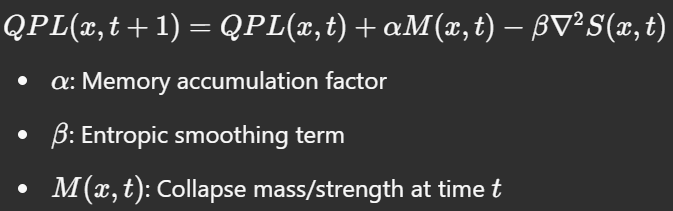 QPL(x, t + 1) = QPL(x, t) + αM(x, t) − β∇²S(x, t)
• α: Memory accumulation factor
• β: Entropic smoothing term
• M(x, t): Collapse mass/strength at time t